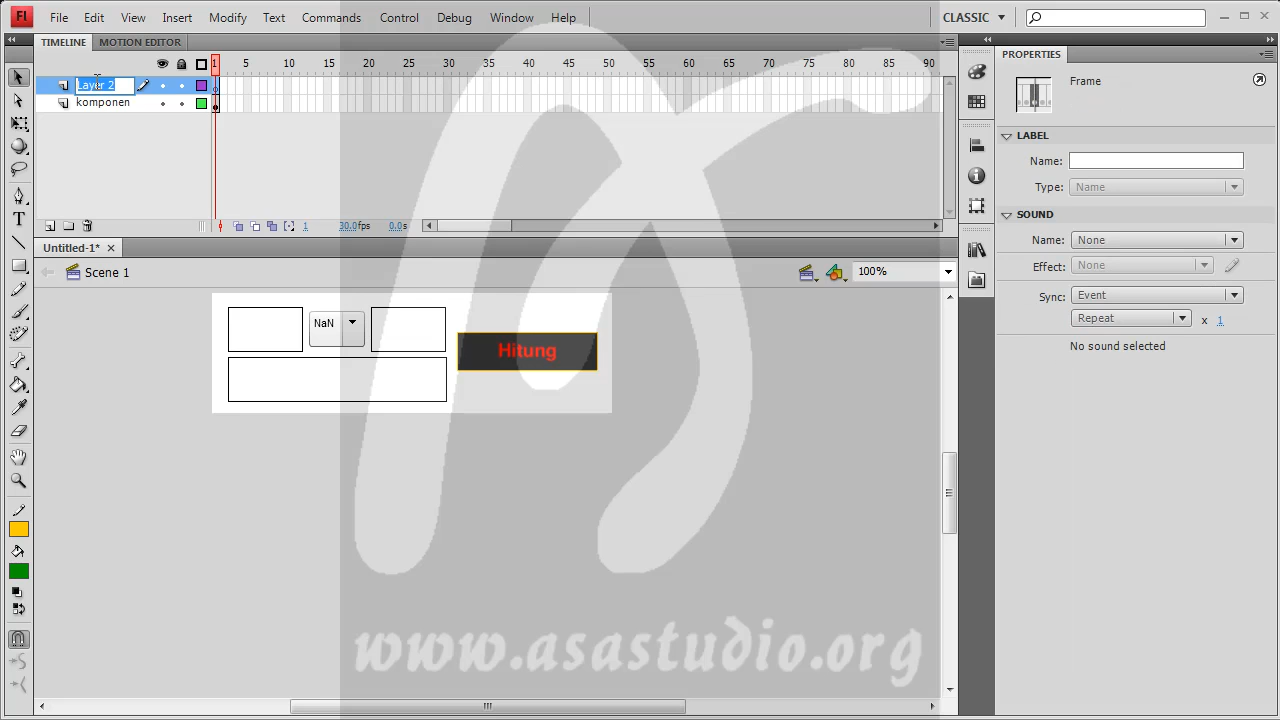 Fl File Edit View Insert Modify Text Commands Control Debug Window Help CLASSIC
TIMELINE MOTION EDITOR
1 5 10 15 20 25 30 35 40 45 50 55 60 65 70 75 80 85 90
Layer 2
komponen
1 30.0fps 0.0s
Untitled-1*
Scene 1 100%
NaN
Hitung
PROPERTIES
Frame
LABEL
Name:
Type: Name
SOUND
Name: None
Effect: None
Sync: Event
Repeat x 1
No sound selected
www.asastudio.org